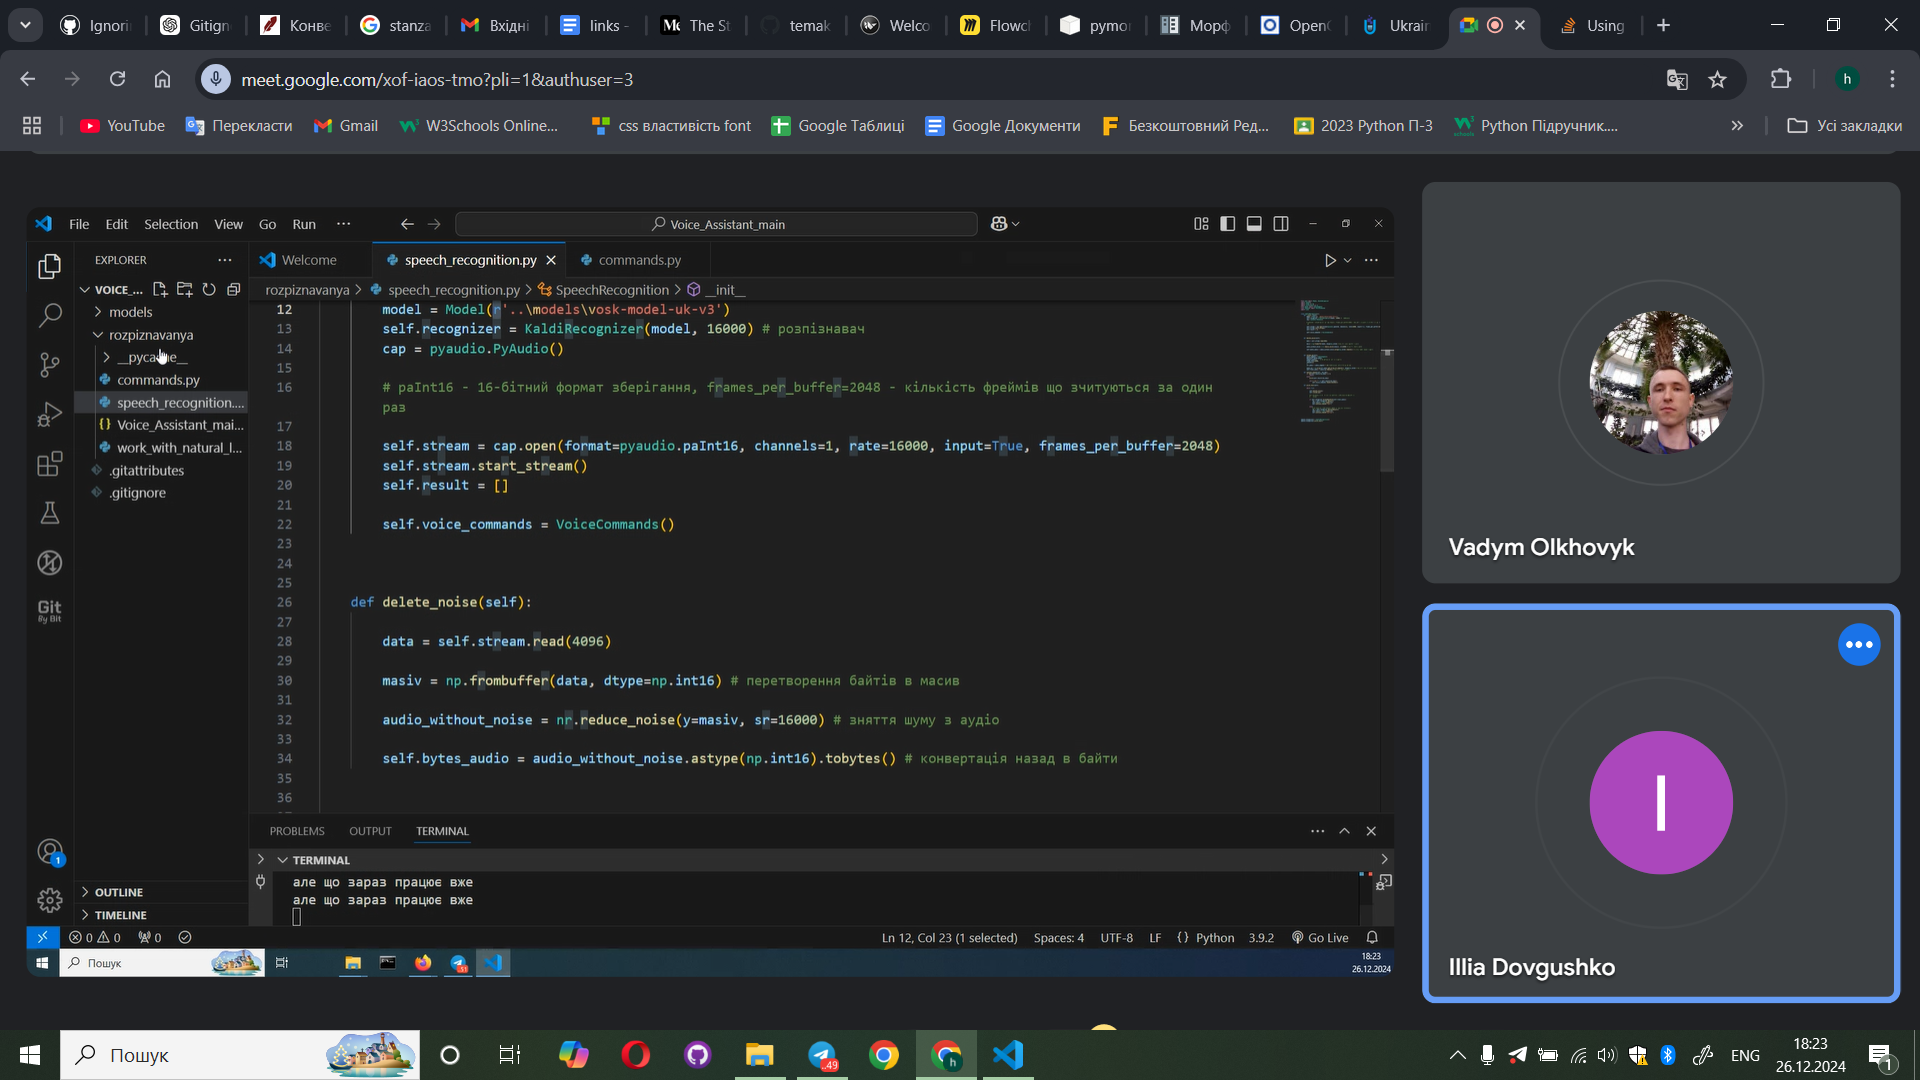 Ignori
Gitign
Конве
stanza
Вхідні
links -
The St
temak
Welco
Flowch
pymor
Морф
Open
Ukrain
Using
meet.google.com/xof-iaos-tmo?pli=1&authuser=3
h
YouTube
Перекласти
Gmail
W3Schools Online...
css властивість font
Google Таблиці
Google Документи
Безкоштовний Ред...
2023 Python П-3
Python Підручник....
Усі закладки
File Edit Selection View Go Run
Voice_Assistant_main
EXPLORER
Welcome
speech_recognition.py
commands.py
VOICE_...
rozpiznavanya > speech_recognition.py > SpeechRecognition > __init__
models
rozpiznavanya
__pycache__
commands.py
speech_recognition....
Voice_Assistant_mai...
work_with_natural_l...
.gitattributes
.gitignore
12 model = Model(r'..\models\vosk-model-uk-v3')
13 self.recognizer = KaldiRecognizer(model, 16000) # розпізнавач
14 cap = pyaudio.PyAudio()
15
16 # paInt16 - 16-бітний формат зберігання, frames_per_buffer=2048 - кількість фреймів що зчитуються за один
раз
17
18 self.stream = cap.open(format=pyaudio.paInt16, channels=1, rate=16000, input=True, frames_per_buffer=2048)
19 self.stream.start_stream()
20 self.result = []
21
22 self.voice_commands = VoiceCommands()
23
24
25
26 def delete_noise(self):
27
28 data = self.stream.read(4096)
29
30 masiv = np.frombuffer(data, dtype=np.int16) # перетворення байтів в масив
31
32 audio_without_noise = nr.reduce_noise(y=masiv, sr=16000) # зняття шуму з аудіо
33
34 self.bytes_audio = audio_without_noise.astype(np.int16).tobytes() # конвертація назад в байти
35
36
PROBLEMS OUTPUT TERMINAL
TERMINAL
але що зараз працює вже
але що зараз працює вже
Git
By Bit
1
OUTLINE
TIMELINE
0 0 0
Ln 12, Col 23 (1 selected) Spaces: 4 UTF-8 LF {} Python 3.9.2 Go Live
Пошук
18:23
26.12.2024
Vadym Olkhovyk
I
Illia Dovgushko
Пошук
49
h
ENG
18:23
26.12.2024
1